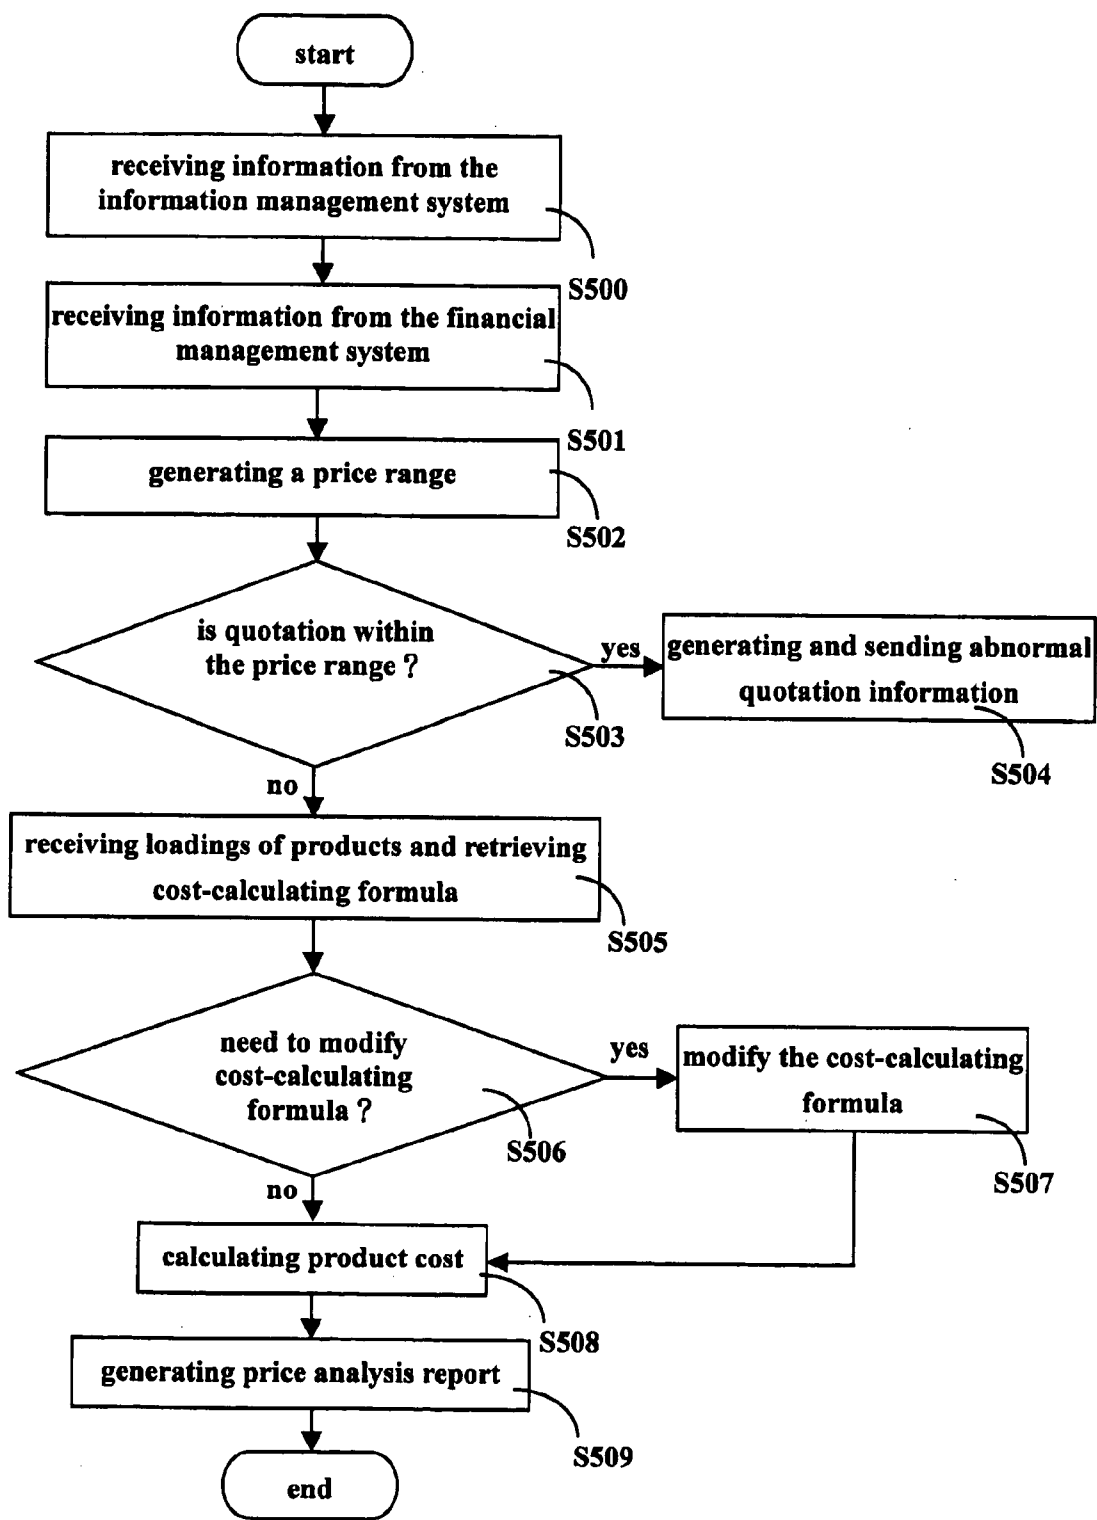 start
receiving information from the
information management system
S500
receiving information from the financial
management system
S501
generating a price range
S502
is quotation within
the price range ?
S503
yes
generating and sending abnormal
quotation information
S504
no
receiving loadings of products and retrieving
cost-calculating formula
S505
need to modify
cost-calculating
formula ?
S506
yes
modify the cost-calculating
formula
S507
no
calculating product cost
S508
generating price analysis report
S509
end